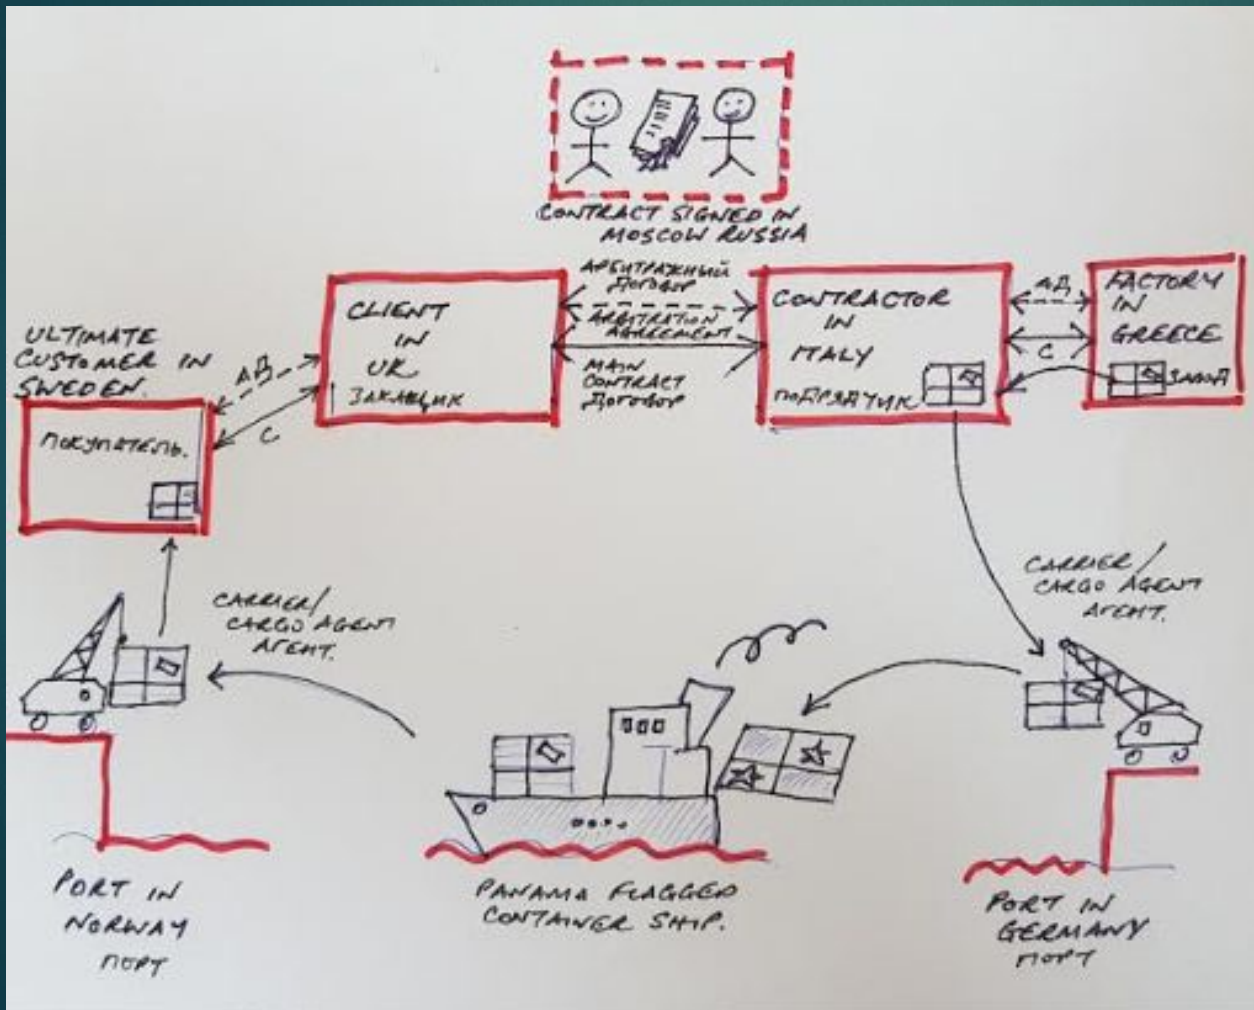 CONTRACT SIGNED IN
MOSCOW RUSSIA
ULTIMATE
CUSTOMER IN
SWEDEN.
ПОКУПАТЕЛЬ.
АД
С
CLIENT
IN
UK
ЗАКАЩИК
АРБИТРАЖНЫЙ
ДОГОВОР
ARBITRATION
AGREEMENT
MAIN
CONTRACT
ДОГОВОР
CONTRACTOR
IN
ITALY
ПОДРЯДЧИК
АД
С
FACTORY
IN
GREECE
ЗАВОД
CARRIER/
CARGO AGENT
АГЕНТ.
CARRIER/
CARGO AGENT
АГЕНТ.
PORT IN
NORWAY
ПОРТ
PANAMA FLAGGED
CONTAINER SHIP.
PORT IN
GERMANY
ПОРТ